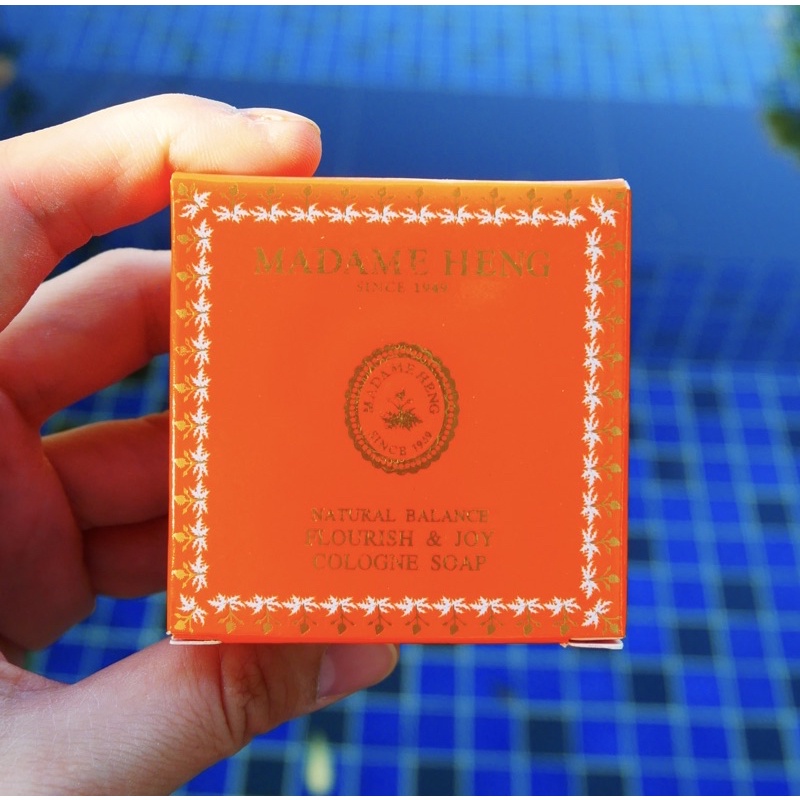 MADAME HENG
SINCE 1949
MADAME HENG
SINCE 1949
NATURAL BALANCE
FLOURISH & JOY
COLOGNE SOAP